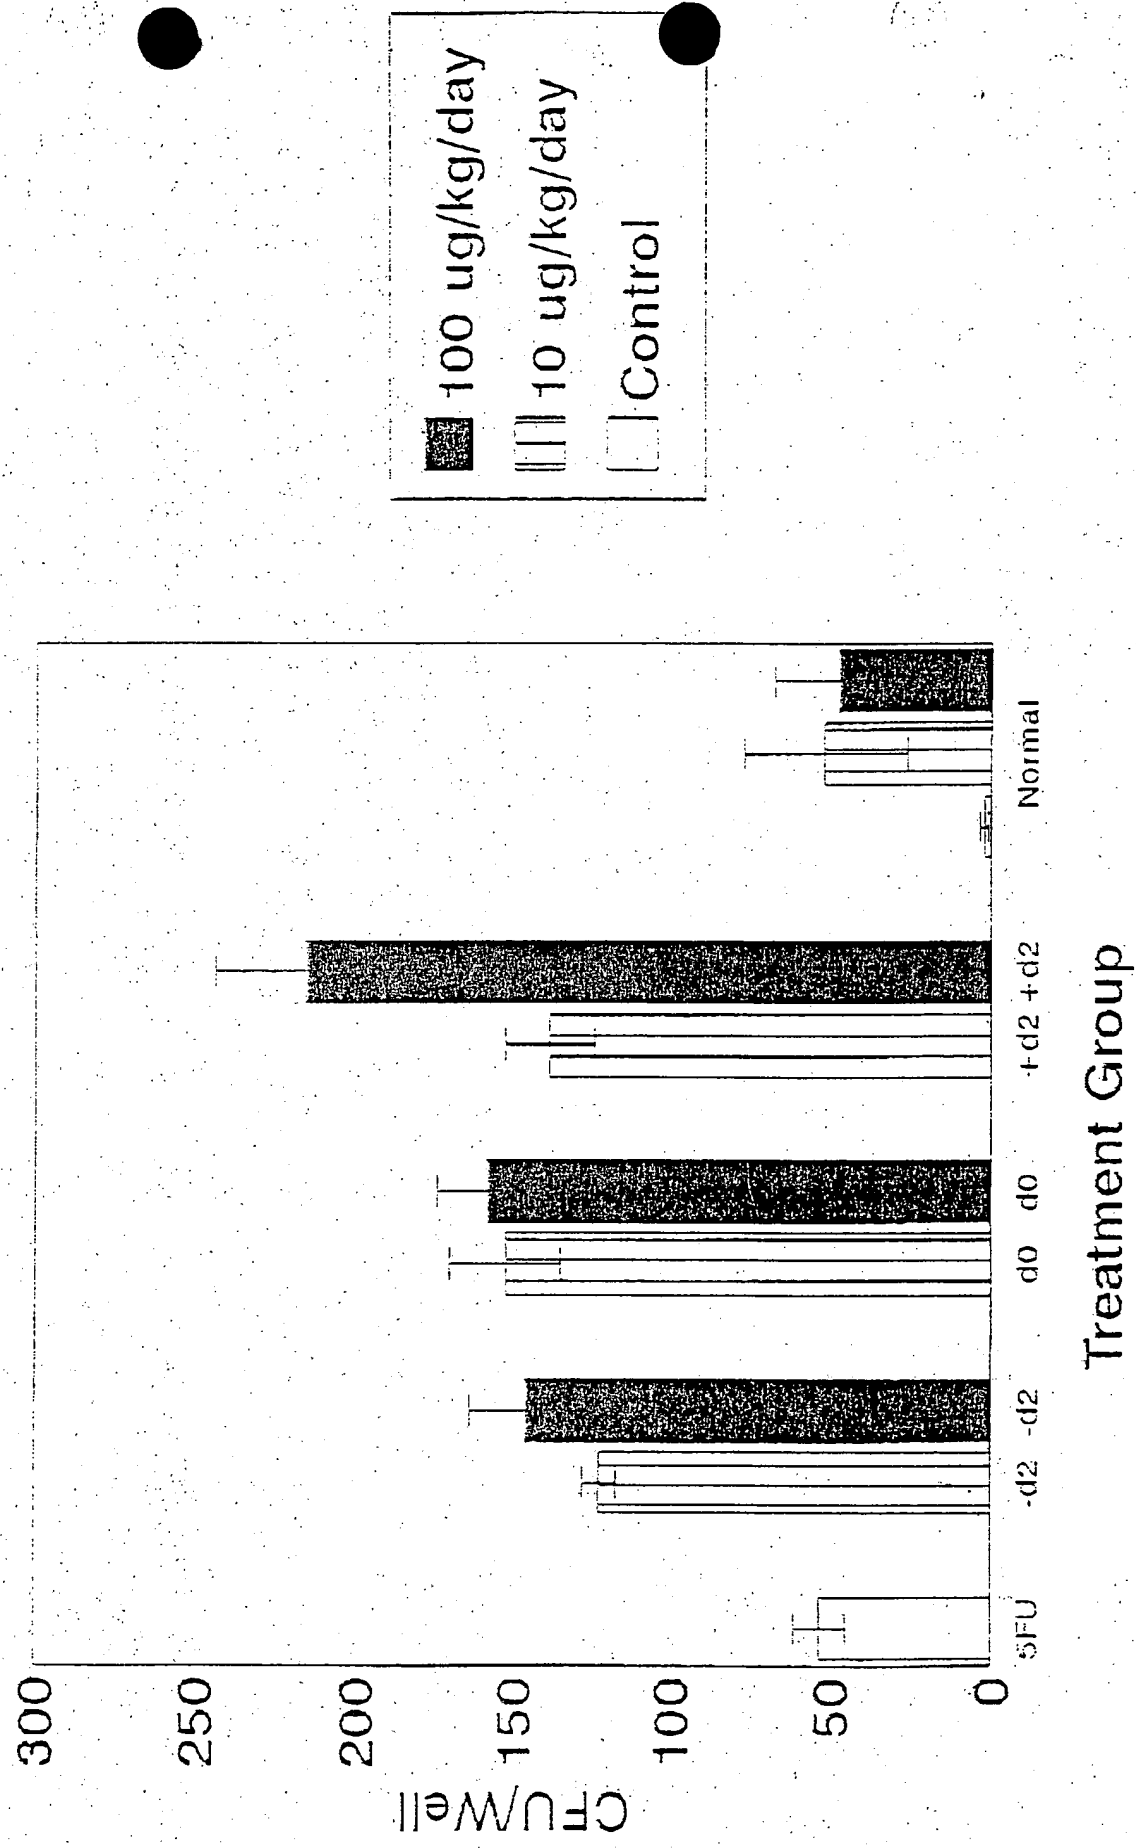 CFU/Well
300
250
200
150
100
50
0
5FU
-d2
-d2
d0
d0
+d2
+d2
Normal
Treatment Group
100 ug/kg/day
10 ug/kg/day
Control